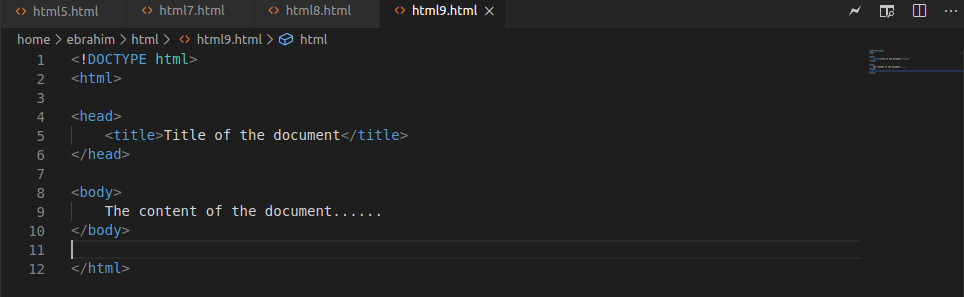 html5.html html7.html html8.html html9.html
home > ebrahim > html > html9.html > html
1 <!DOCTYPE html>
2 <html>
3
4 <head>
5 <title>Title of the document</title>
6 </head>
7
8 <body>
9 The content of the document......
10 </body>
11
12 </html>